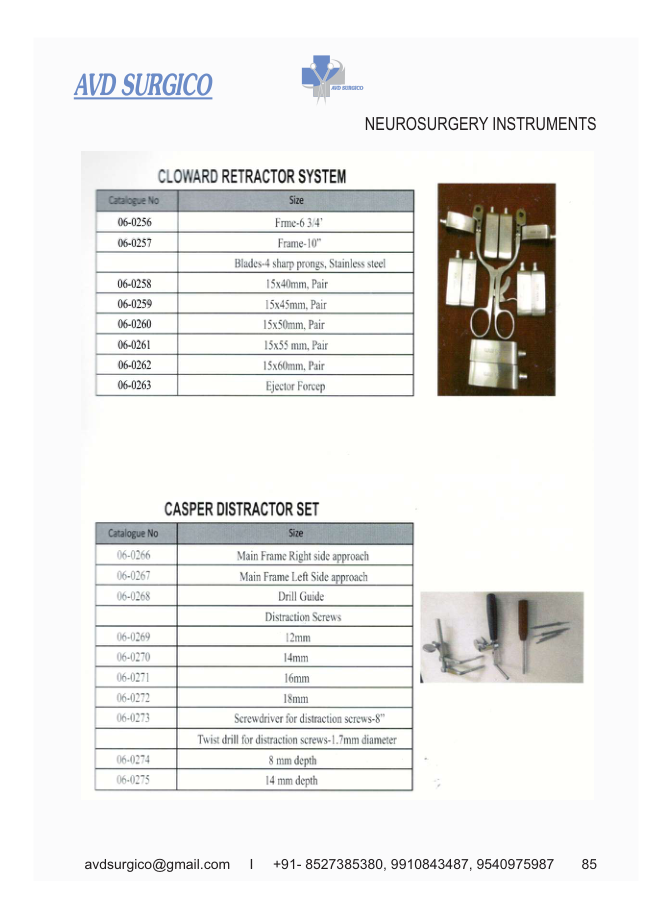 AVD SURGICO
AVD SURGICO
NEUROSURGERY INSTRUMENTS
CLOWARD RETRACTOR SYSTEM
Catalogue No Size
06-0256 Frme-6 3/4'
06-0257 Frame-10"
Blades-4 sharp prongs, Stainless steel
06-0258 15x40mm, Pair
06-0259 15x45mm, Pair
06-0260 15x50mm, Pair
06-0261 15x55 mm, Pair
06-0262 15x60mm, Pair
06-0263 Ejector Forcep
CASPER DISTRACTOR SET
Catalogue No Size
06-0266 Main Frame Right side approach
06-0267 Main Frame Left Side approach
06-0268 Drill Guide
Distraction Screws
06-0269 12mm
06-0270 14mm
06-0271 16mm
06-0272 18mm
06-0273 Screwdriver for distraction screws-8"
Twist drill for distraction screws-1.7mm diameter
06-0274 8 mm depth
06-0275 14 mm depth
avdsurgico@gmail.com I +91- 8527385380, 9910843487, 9540975987 85